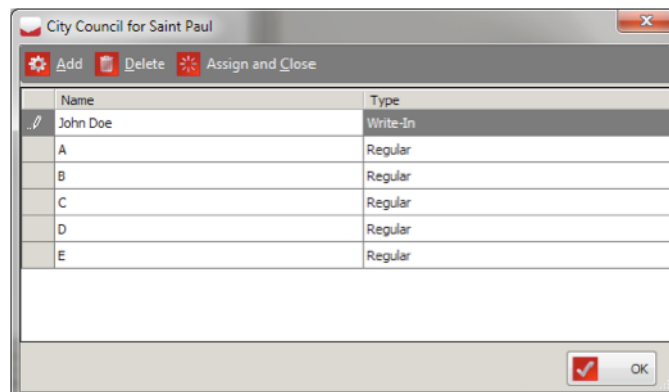 City Council for Saint Paul
Add Delete Assign and Close
Name Type
John Doe Write-In
A Regular
B Regular
C Regular
D Regular
E Regular
OK